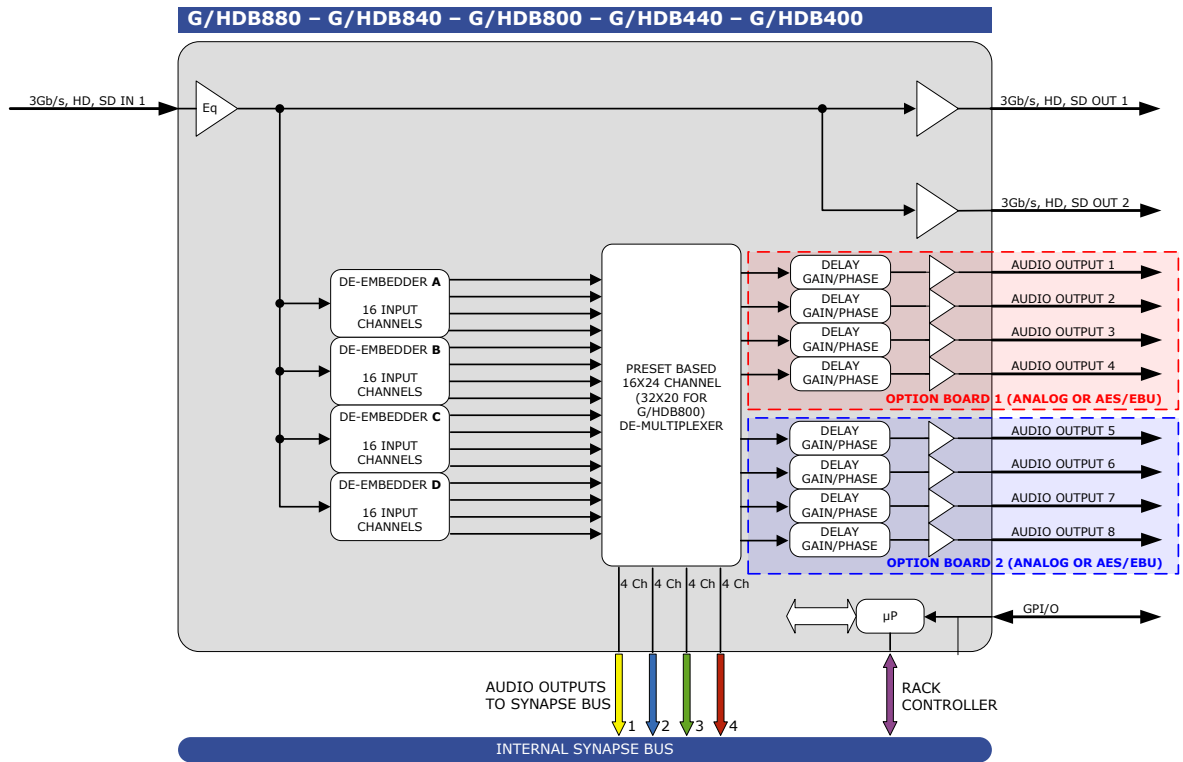 G/HDB880 – G/HDB840 – G/HDB800 – G/HDB440 – G/HDB400
3Gb/s, HD, SD IN 1
Eq
3Gb/s, HD, SD OUT 1
3Gb/s, HD, SD OUT 2
DE-EMBEDDER A
16 INPUT
CHANNELS
DE-EMBEDDER B
16 INPUT
CHANNELS
DE-EMBEDDER C
16 INPUT
CHANNELS
DE-EMBEDDER D
16 INPUT
CHANNELS
PRESET BASED
16X24 CHANNEL
(32X20 FOR
G/HDB800)
DE-MULTIPLEXER
DELAY
GAIN/PHASE
AUDIO OUTPUT 1
DELAY
GAIN/PHASE
AUDIO OUTPUT 2
DELAY
GAIN/PHASE
AUDIO OUTPUT 3
DELAY
GAIN/PHASE
AUDIO OUTPUT 4
OPTION BOARD 1 (ANALOG OR AES/EBU)
DELAY
GAIN/PHASE
AUDIO OUTPUT 5
DELAY
GAIN/PHASE
AUDIO OUTPUT 6
DELAY
GAIN/PHASE
AUDIO OUTPUT 7
DELAY
GAIN/PHASE
AUDIO OUTPUT 8
OPTION BOARD 2 (ANALOG OR AES/EBU)
4 Ch
4 Ch
4 Ch
4 Ch
µP
GPI/O
AUDIO OUTPUTS
TO SYNAPSE BUS
1
2
3
4
RACK
CONTROLLER
INTERNAL SYNAPSE BUS